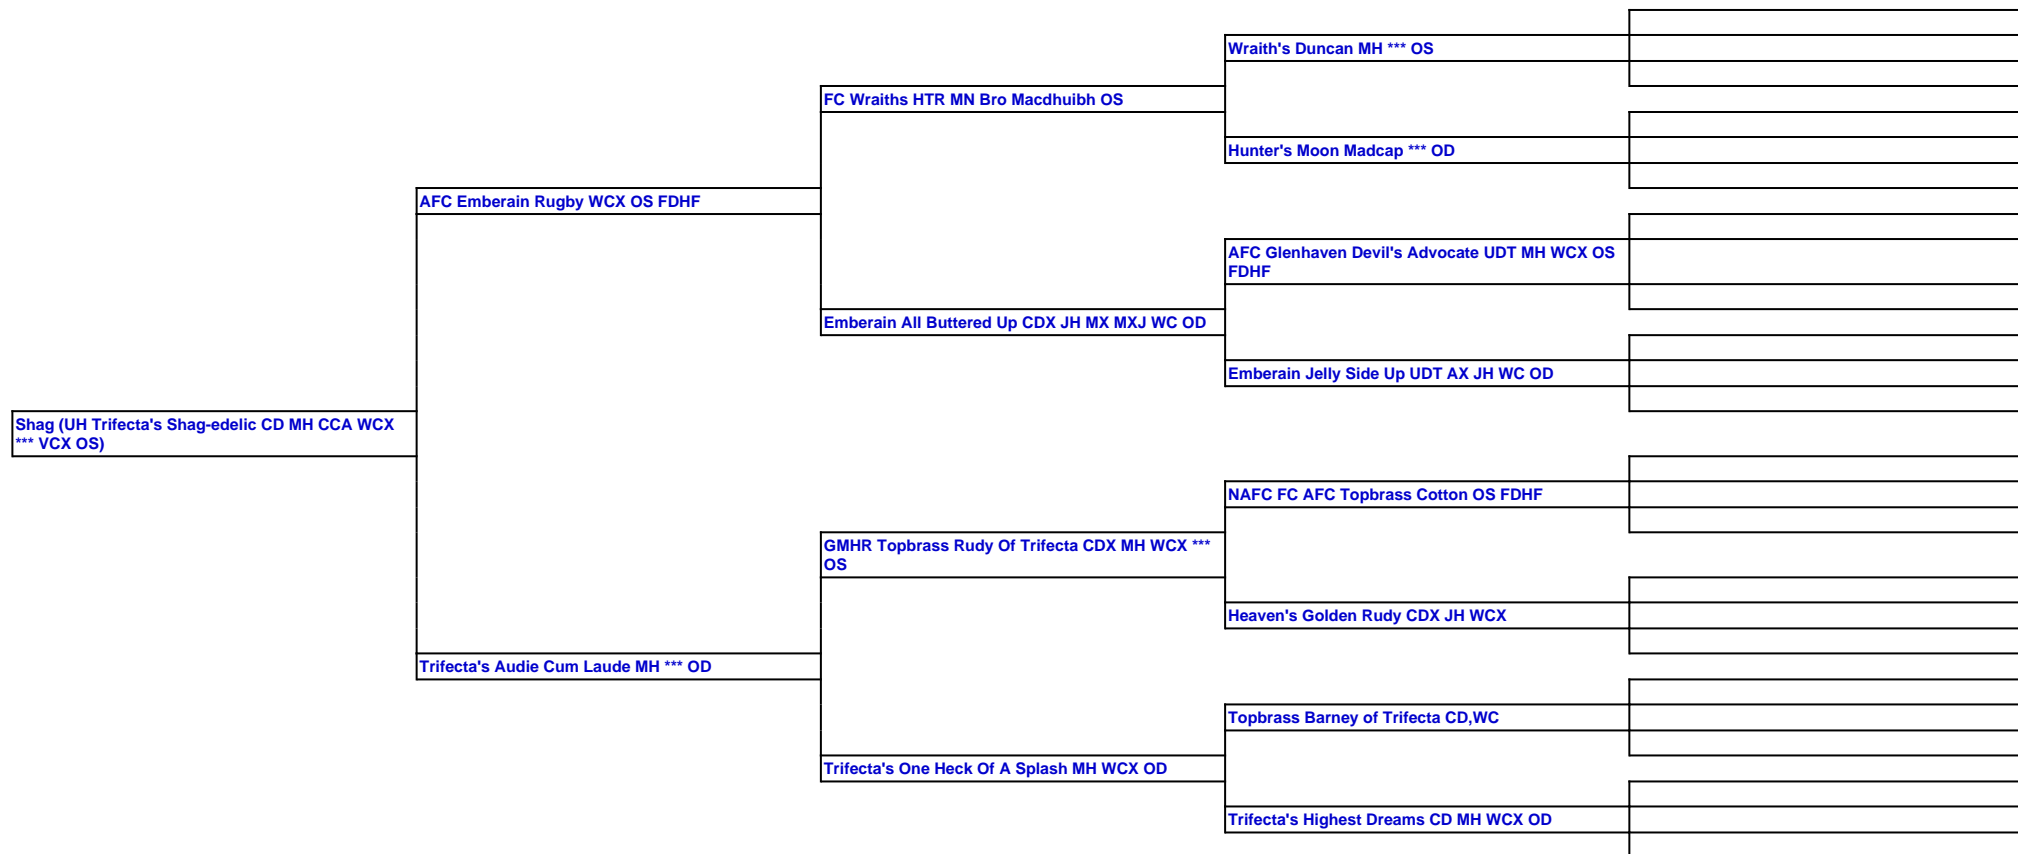 Wraith's Duncan MH *** OS
FC Wraiths HTR MN Bro Macdhuibh OS
Hunter's Moon Madcap *** OD
AFC Emberain Rugby WCX OS FDHF
AFC Glenhaven Devil's Advocate UDT MH WCX OS
FDHF
Emberain All Buttered Up CDX JH MX MXJ WC OD
Emberain Jelly Side Up UDT AX JH WC OD
Shag (UH Trifecta's Shag-edelic CD MH CCA WCX
*** VCX OS)
NAFC FC AFC Topbrass Cotton OS FDHF
GMHR Topbrass Rudy Of Trifecta CDX MH WCX ***
OS
Heaven's Golden Rudy CDX JH WCX
Trifecta's Audie Cum Laude MH *** OD
Topbrass Barney of Trifecta CD,WC
Trifecta's One Heck Of A Splash MH WCX OD
Trifecta's Highest Dreams CD MH WCX OD